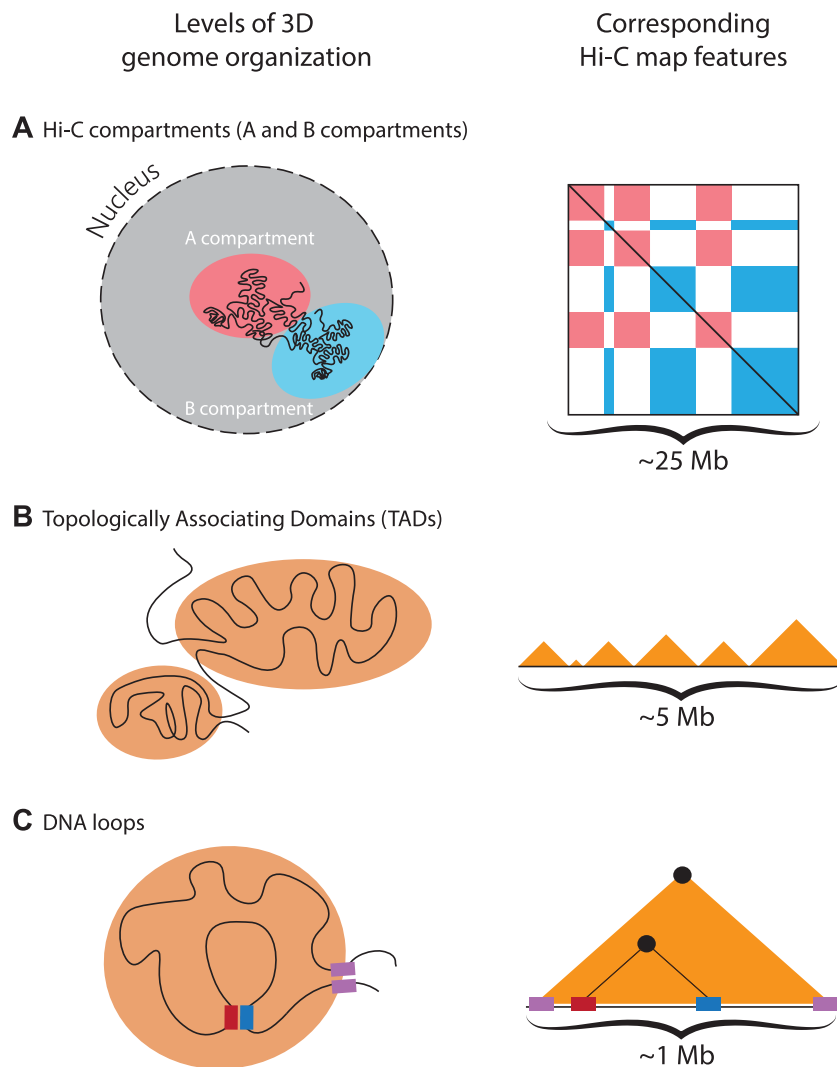 Levels of 3D
genome organization
Corresponding
Hi-C map features
A Hi-C compartments (A and B compartments)
Nucleus
A compartment
B compartment
~25 Mb
B Topologically Associating Domains (TADs)
~5 Mb
C DNA loops
~1 Mb